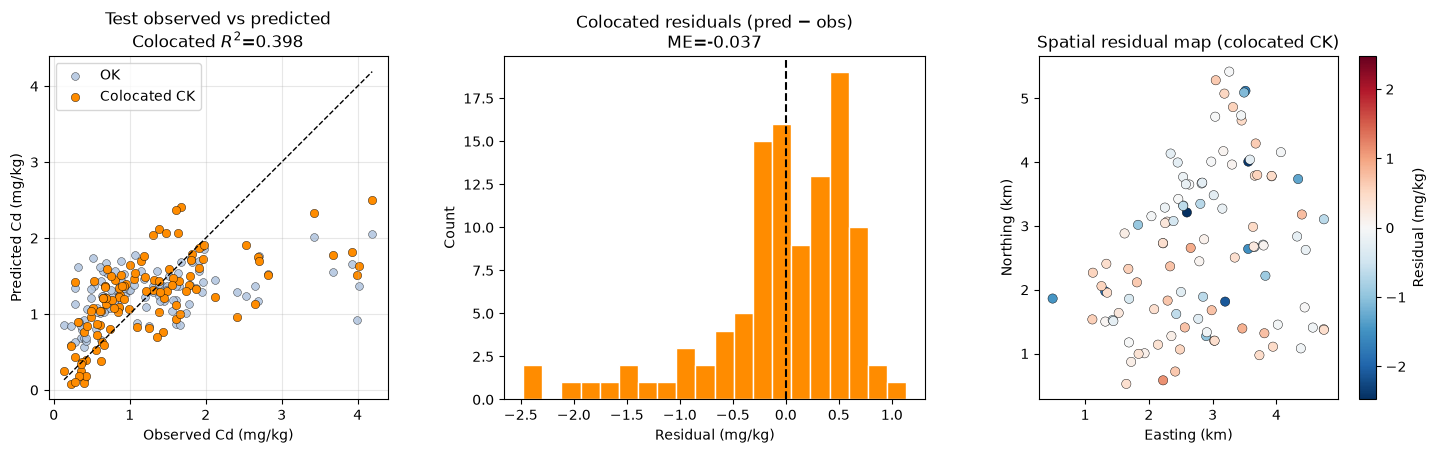 Test observed vs predicted
Colocated R²=0.398
OK
Colocated CK
4
3
2
1
0
Predicted Cd (mg/kg)
0
1
2
3
4
Observed Cd (mg/kg)
Colocated residuals (pred − obs)
ME=-0.037
17.5
15.0
12.5
10.0
7.5
5.0
2.5
0.0
Count
−2.5
−2.0
−1.5
−1.0
−0.5
0.0
0.5
1.0
Residual (mg/kg)
Spatial residual map (colocated CK)
5
4
3
2
1
Northing (km)
1
2
3
4
Easting (km)
2
1
0
−1
−2
Residual (mg/kg)